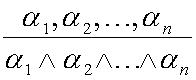 α₁, α₂, ..., αₙ
α₁ ∧ α₂ ∧ ... ∧ αₙ